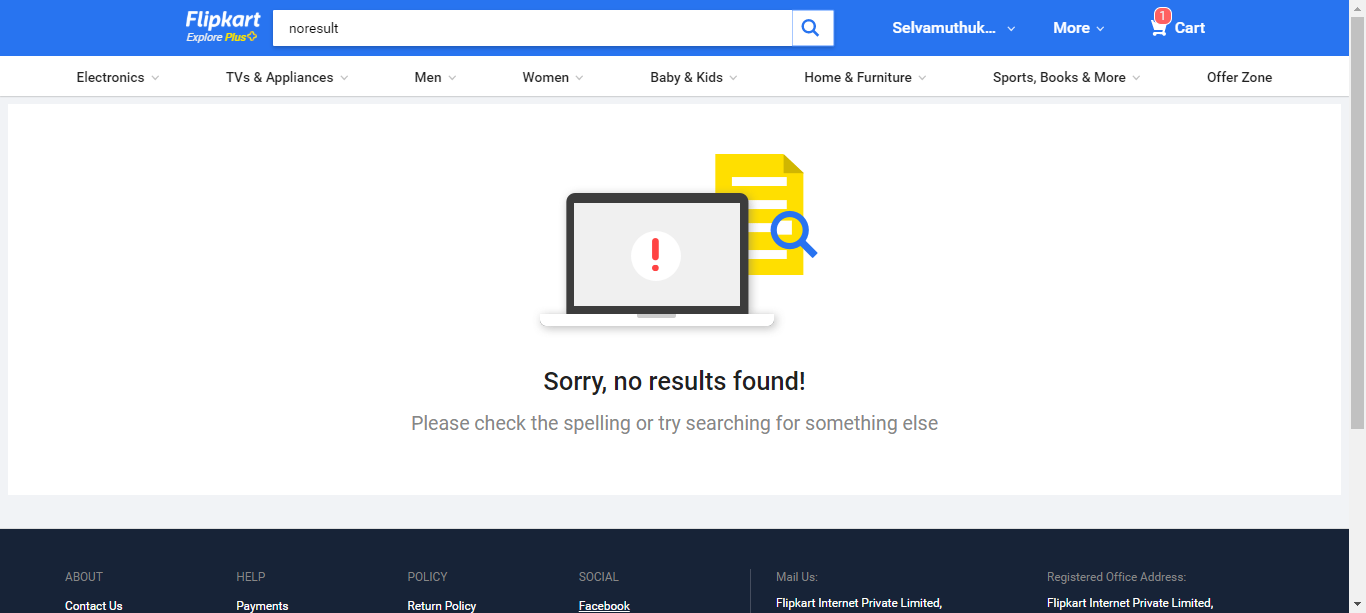 Flipkart
Explore Plus
noresult
Selvamuthuk...
More
1
Cart
Electronics
TVs & Appliances
Men
Women
Baby & Kids
Home & Furniture
Sports, Books & More
Offer Zone
!
Sorry, no results found!
Please check the spelling or try searching for something else
ABOUT
HELP
POLICY
SOCIAL
Mail Us:
Registered Office Address:
Contact Us
Payments
Return Policy
Facebook
Flipkart Internet Private Limited,
Flipkart Internet Private Limited,